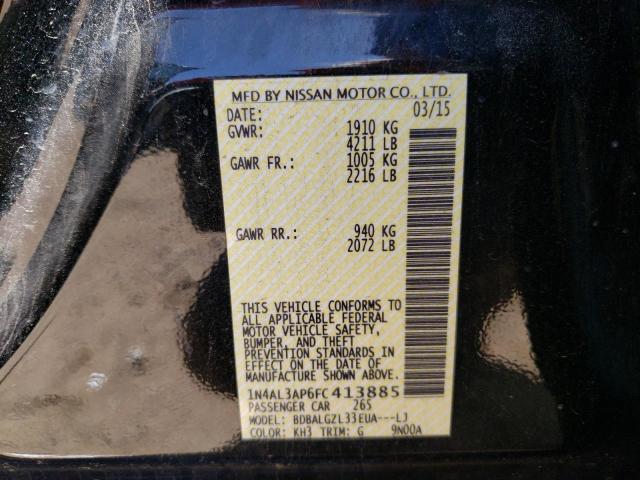 MFD BY NISSAN MOTOR CO., LTD.
DATE: 03/15
GVWR: 1910 KG
4211 LB
GAWR FR.: 1005 KG
2216 LB
GAWR RR.: 940 KG
2072 LB
THIS VEHICLE CONFORMS TO
ALL APPLICABLE FEDERAL
MOTOR VEHICLE SAFETY,
BUMPER, AND THEFT
PREVENTION STANDARDS IN
EFFECT ON THE DATE OF
MANUFACTURE SHOWN ABOVE.
1N4AL3AP6FC413885
PASSENGER CAR 265
MODEL: BDBALGZL33EUA---LJ
COLOR: KH3 TRIM: G 9N00A